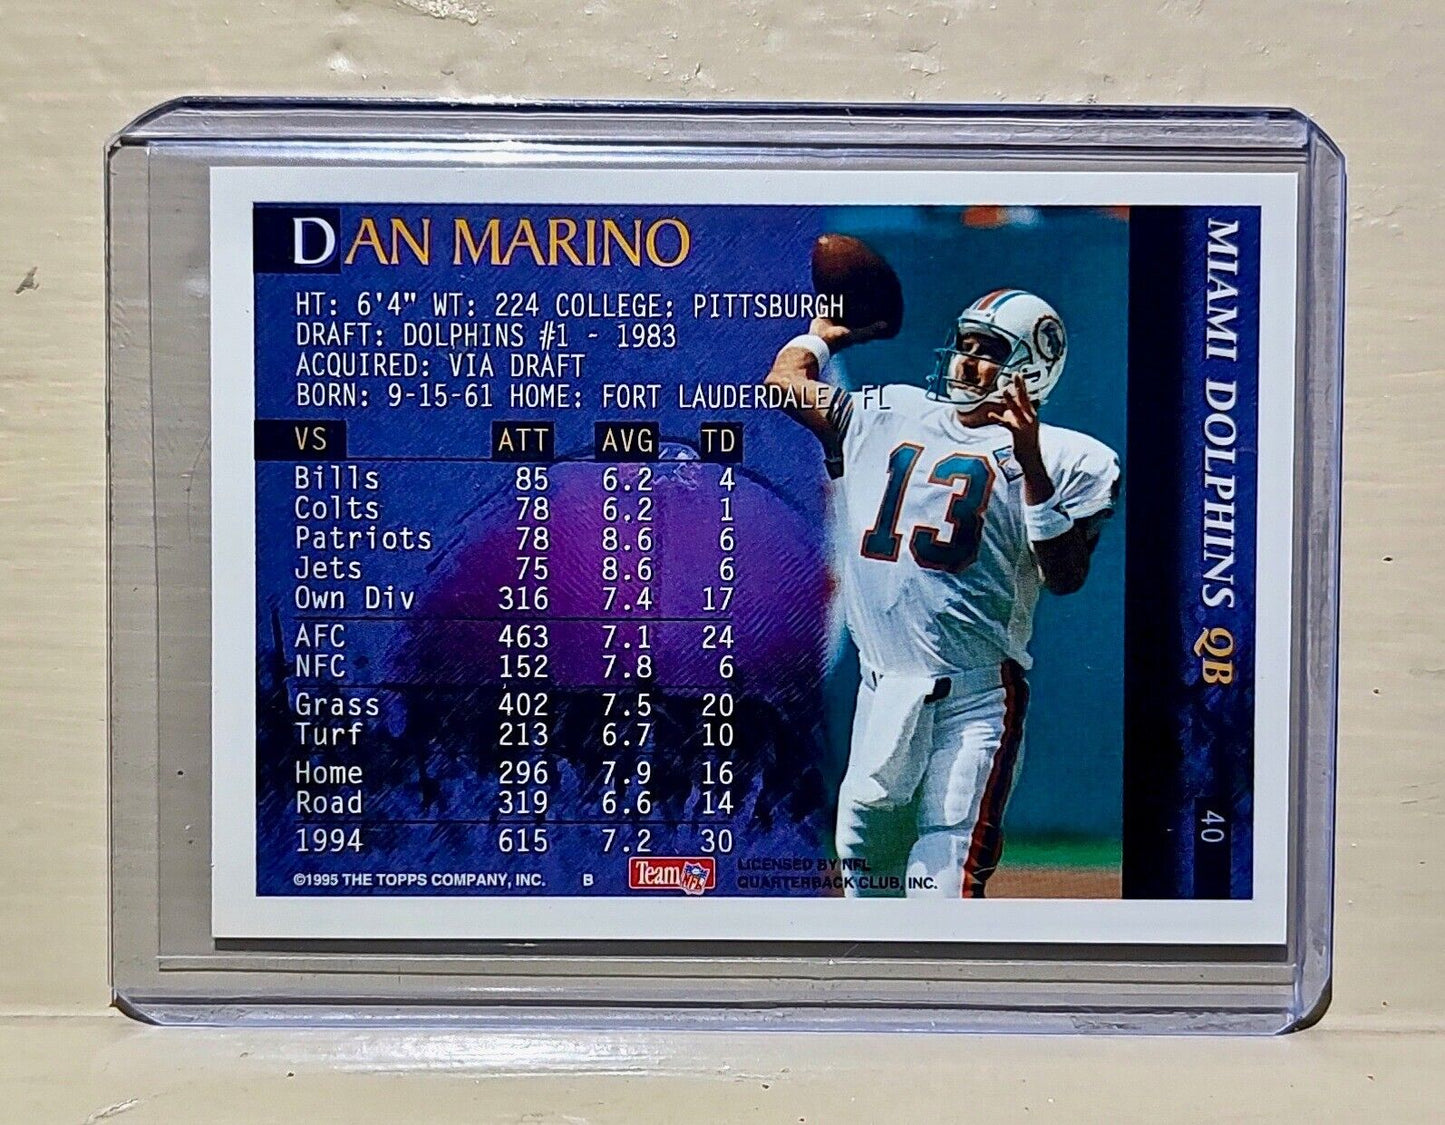 DAN MARINO
HT: 6'4" WT: 224 COLLEGE: PITTSBURGH
DRAFT: DOLPHINS #1 - 1983
ACQUIRED: VIA DRAFT
BORN: 9-15-61 HOME: FORT LAUDERDALE, FL
VS ATT AVG TD
Bills 85 6.2 4
Colts 78 6.2 1
Patriots 78 8.6 6
Jets 75 8.6 6
Own Div 316 7.4 17
AFC 463 7.1 24
NFC 152 7.8 6
Grass 402 7.5 20
Turf 213 6.7 10
Home 296 7.9 16
Road 319 6.6 14
1994 615 7.2 30
©1995 THE TOPPS COMPANY, INC. B
Team NFL
LICENSED BY NFL
QUARTERBACK CLUB, INC.
13
MIAMI DOLPHINS QB
40